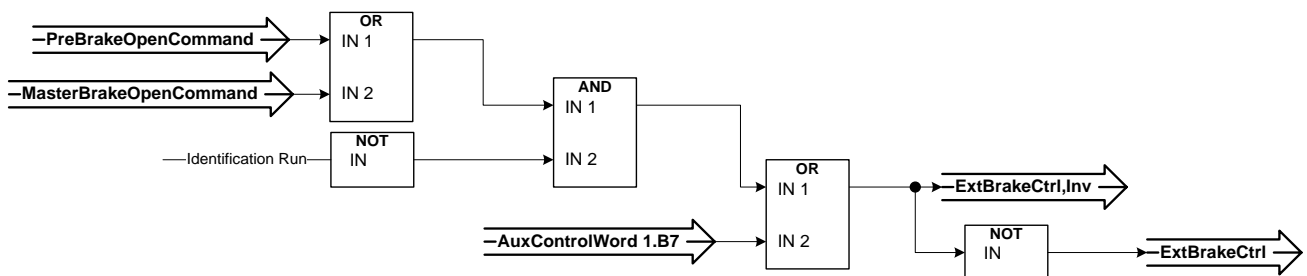 OR
PreBrakeOpenCommand
IN 1
MasterBrakeOpenCommand
IN 2
AND
IN 1
NOT
Identification Run
IN
IN 2
OR
IN 1
ExtBrakeCtrl,Inv
AuxControlWord 1.B7
IN 2
NOT
IN
ExtBrakeCtrl